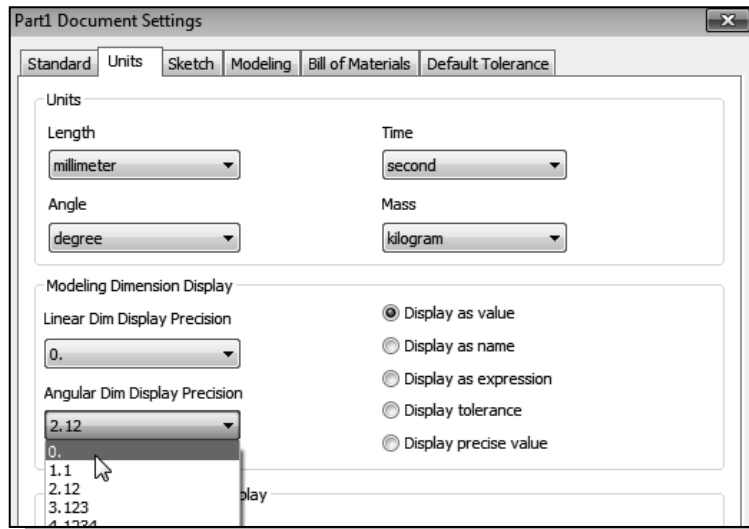 Part1 Document Settings
Standard Units Sketch Modeling Bill of Materials Default Tolerance
Units
Length Time
millimeter second
Angle Mass
degree kilogram
Modeling Dimension Display
Linear Dim Display Precision
0.
Angular Dim Display Precision
2.12
0.
1.1
2.12
3.123
4.1234
Display as value
Display as name
Display as expression
Display tolerance
Display precise value